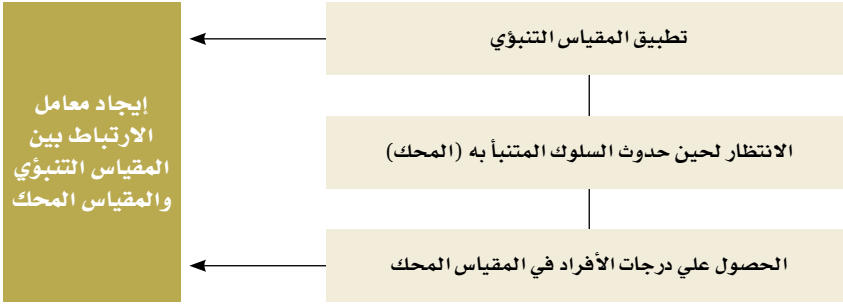 تطبيق المقياس التنبؤي
الانتظار لحين حدوث السلوك المتنبأ به (المحك)
الحصول علي درجات الأفراد في المقياس المحك
إيجاد معامل
الارتباط بين
المقياس التنبؤي
والمقياس المحك